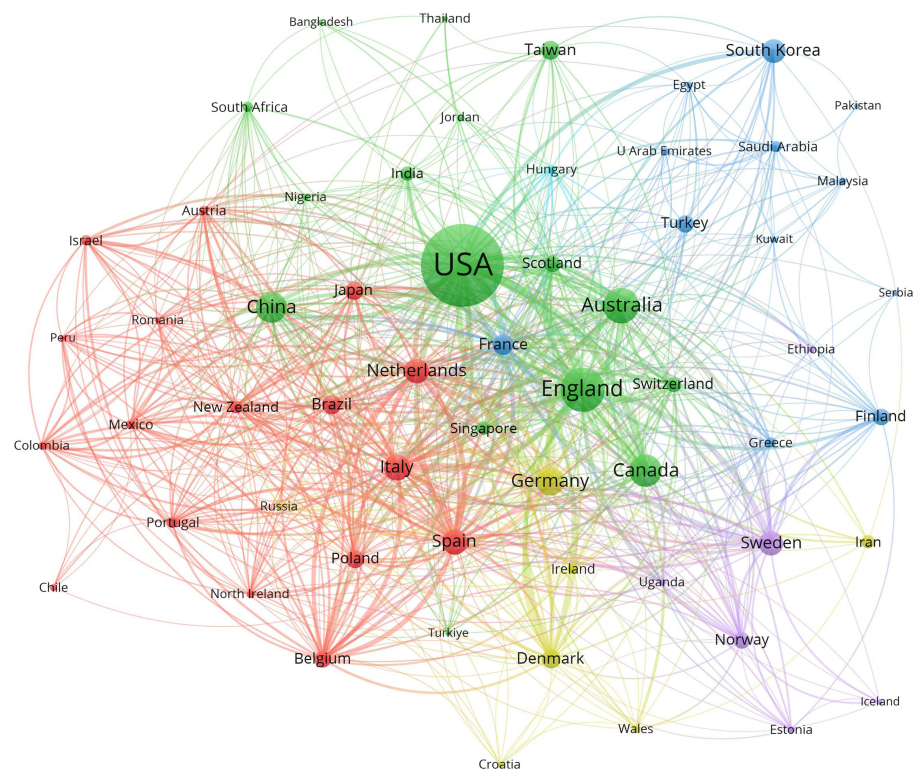 Thailand
Bangladesh
Taiwan
South Korea
Egypt
Pakistan
South Africa
Jordan
U Arab Emirates
Saudi Arabia
India
Hungary
Malaysia
Nigeria
Austria
Turkey
Israel
Kuwait
USA
Scotland
Japan
Serbia
China
Australia
Romania
Peru
France
Ethiopia
Netherlands
Switzerland
England
New Zealand
Brazil
Finland
Mexico
Singapore
Colombia
Greece
Italy
Canada
Germany
Russia
Portugal
Spain
Sweden
Iran
Poland
Ireland
Uganda
Chile
North Ireland
Turkiye
Norway
Belgium
Denmark
Iceland
Wales
Estonia
Croatia